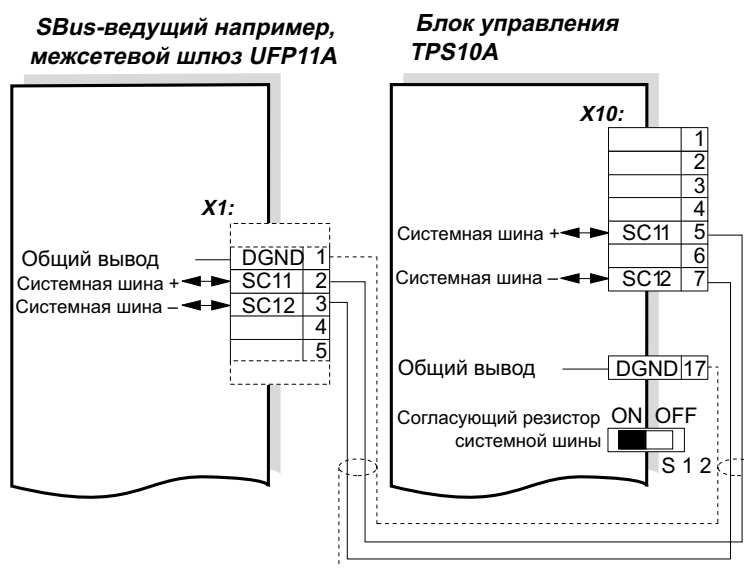 SBus-ведущий например,
межсетевой шлюз UFP11A
Блок управления
TPS10A
X1:
Общий вывод DGND 1
Системная шина + SC11 2
Системная шина – SC12 3
4
5
X10:
1
2
3
4
Системная шина + SC11 5
6
Системная шина – SC12 7
Общий вывод DGND 17
Согласующий резистор ON OFF
системной шины
S 1 2